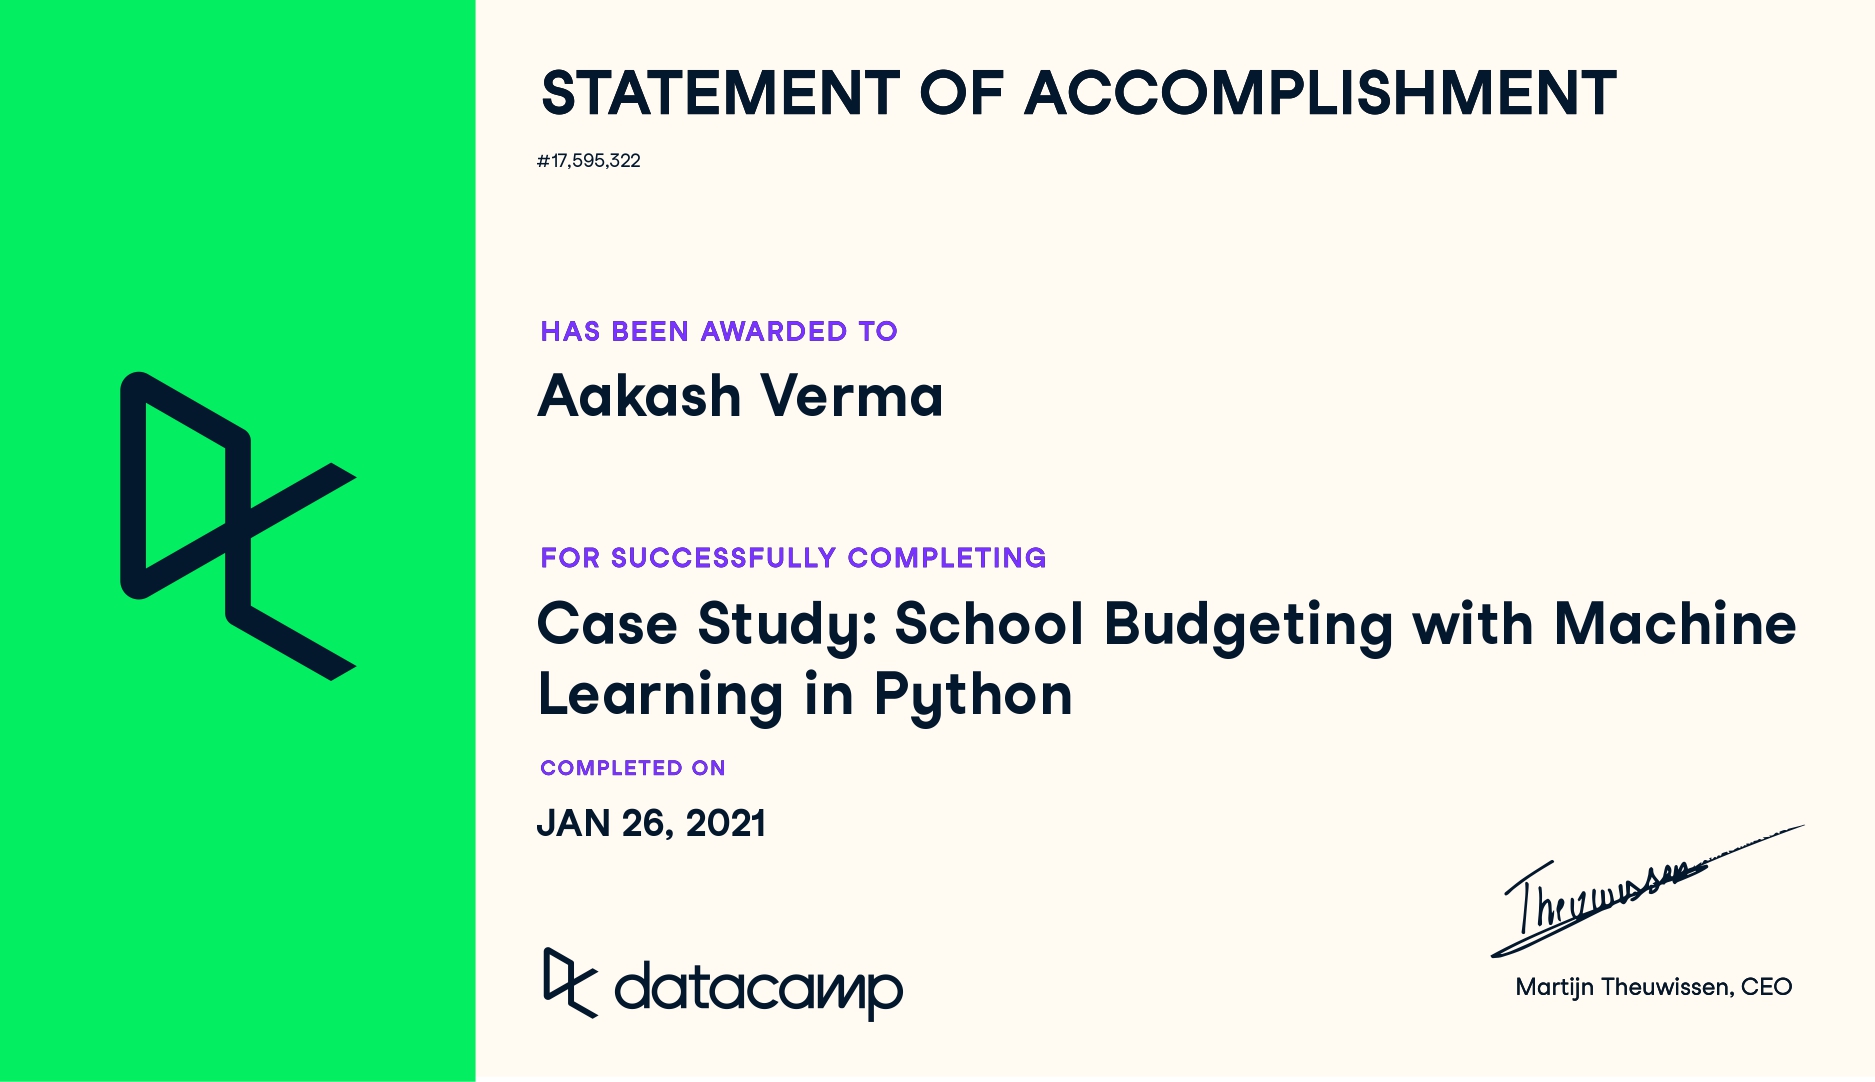 STATEMENT OF ACCOMPLISHMENT
#17,595,322
HAS BEEN AWARDED TO
Aakash Verma
FOR SUCCESSFULLY COMPLETING
Case Study: School Budgeting with Machine
Learning in Python
COMPLETED ON
JAN 26, 2021
Theuwissen
datacamp
Martijn Theuwissen, CEO